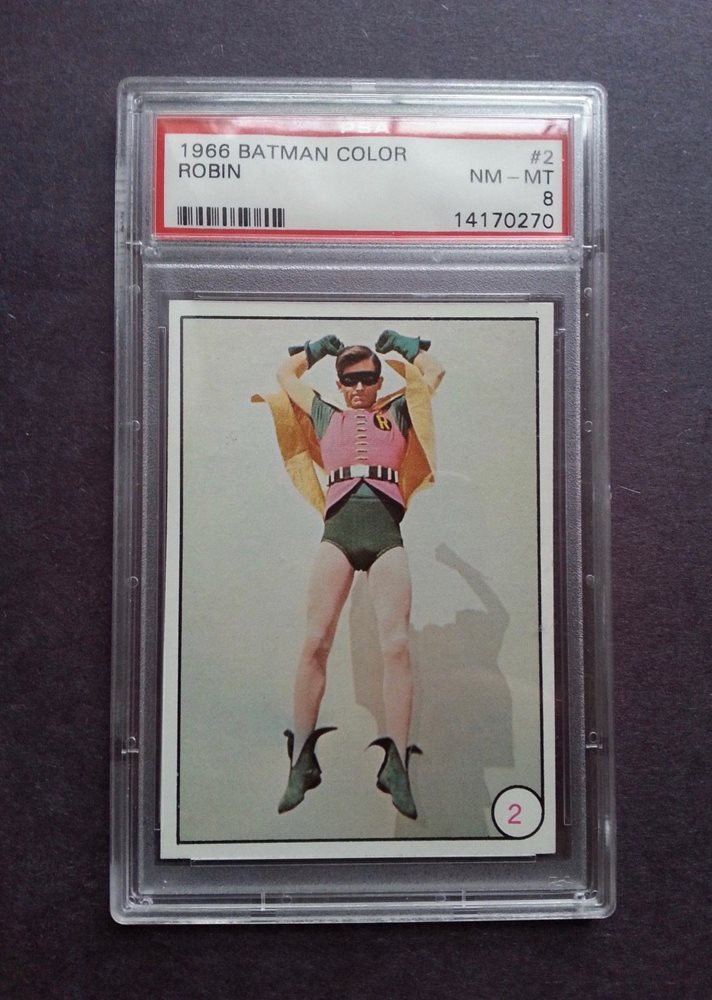 PSA
1966 BATMAN COLOR #2
ROBIN NM - MT
8
14170270
R
2